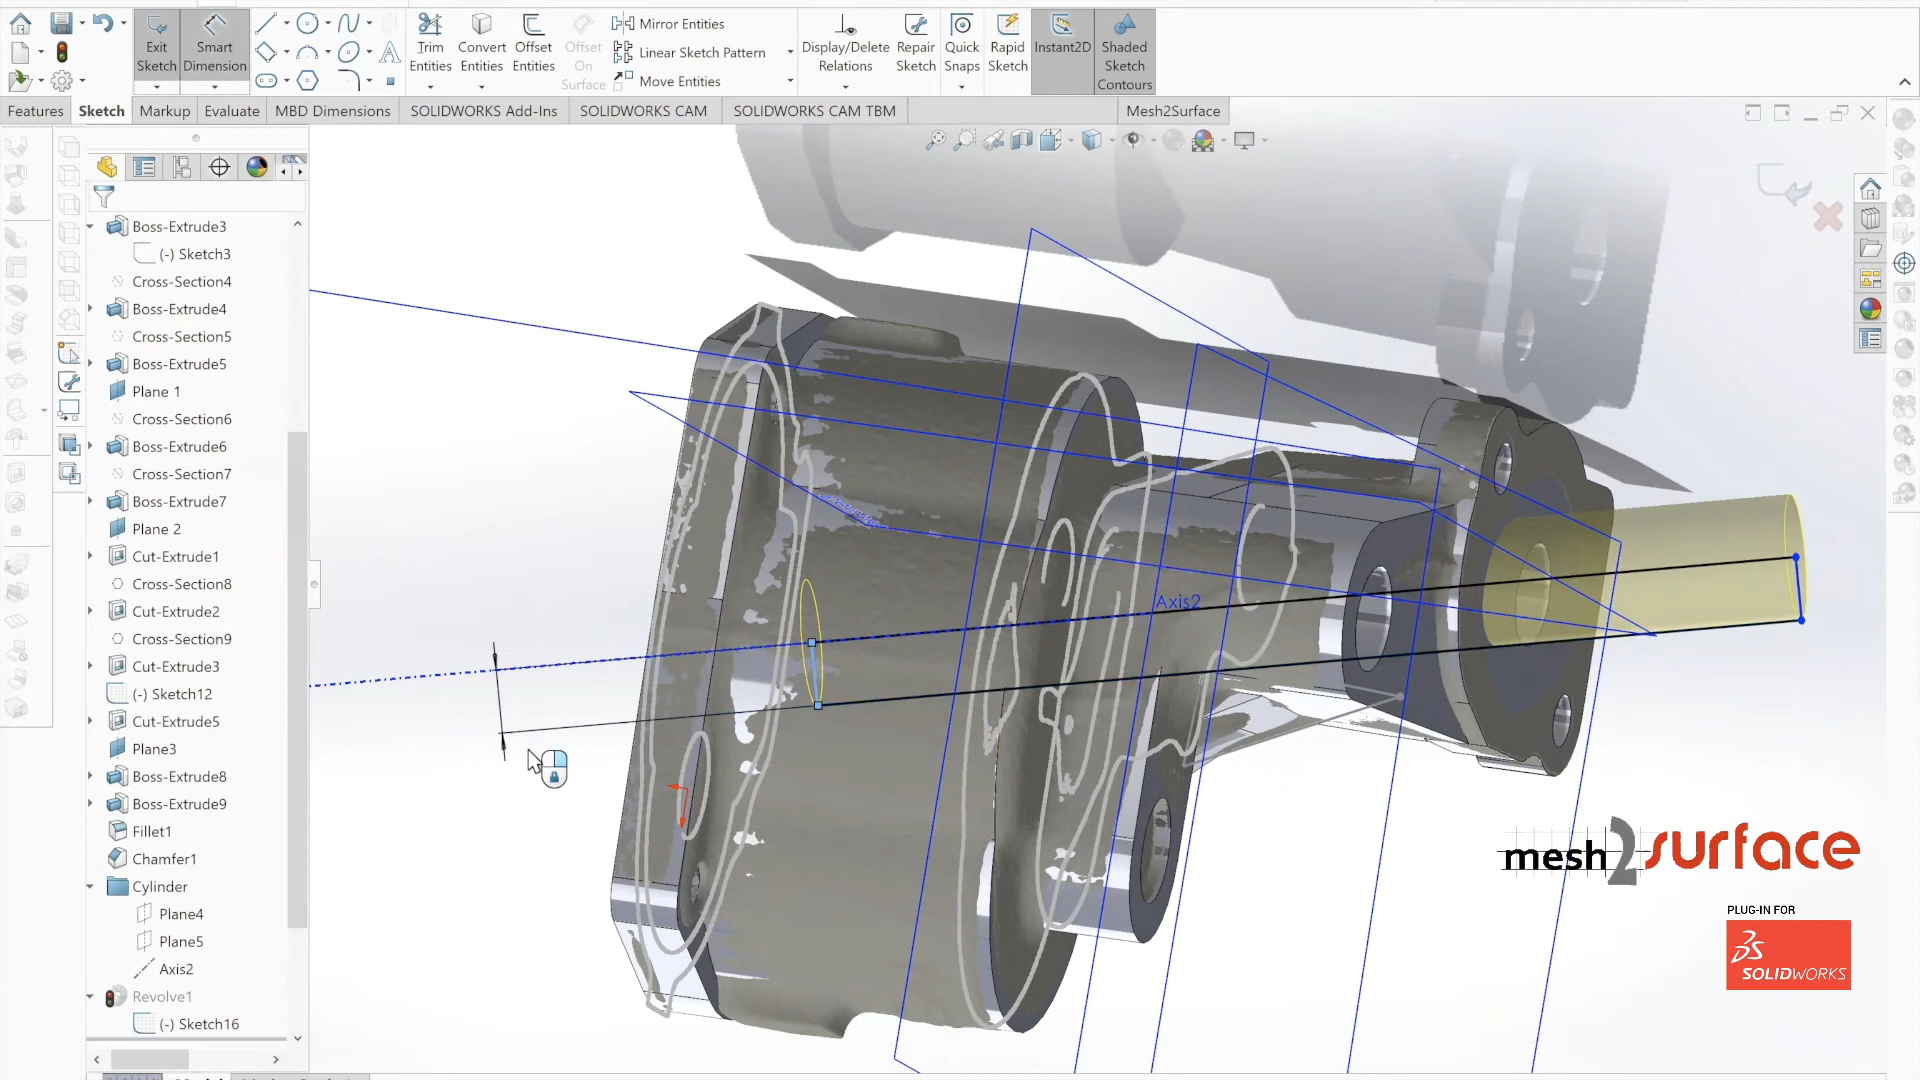 Exit Sketch
Smart Dimension
Trim Entities
Convert Entities
Offset Entities
Offset On Surface
Mirror Entities
Linear Sketch Pattern
Move Entities
Display/Delete Relations
Repair Sketch
Quick Snaps
Rapid Sketch
Instant2D
Shaded Sketch Contours
Features
Sketch
Markup
Evaluate
MBD Dimensions
SOLIDWORKS Add-Ins
SOLIDWORKS CAM
SOLIDWORKS CAM TBM
Mesh2Surface
Boss-Extrude3
(-) Sketch3
Cross-Section4
Boss-Extrude4
Cross-Section5
Boss-Extrude5
Plane 1
Cross-Section6
Boss-Extrude6
Cross-Section7
Boss-Extrude7
Plane 2
Cut-Extrude1
Cross-Section8
Cut-Extrude2
Cross-Section9
Cut-Extrude3
(-) Sketch12
Cut-Extrude5
Plane3
Boss-Extrude8
Boss-Extrude9
Fillet1
Chamfer1
Cylinder
Plane4
Plane5
Axis2
Revolve1
(-) Sketch16
Axis2
mesh2surface
PLUG-IN FOR
SOLIDWORKS